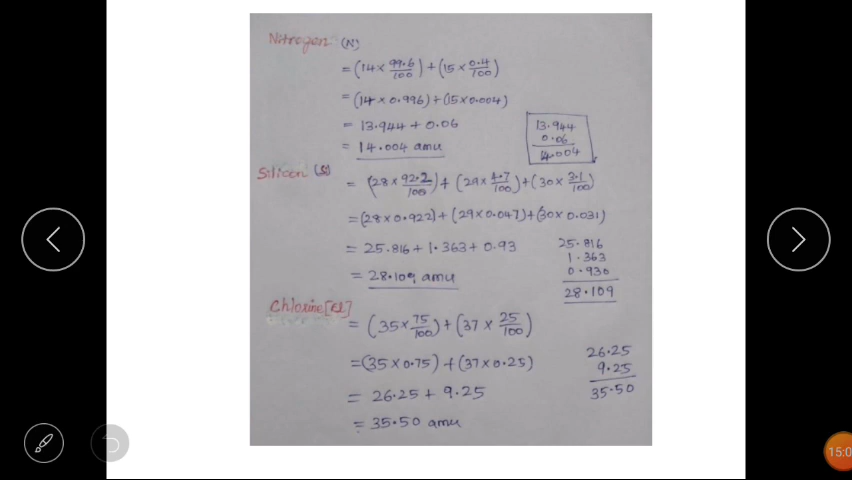 Nitrogen (N)
= (14 × 99.6/100) + (15 × 0.4/100)
= (14 × 0.996) + (15 × 0.004)
= 13.944 + 0.06
= 14.004 amu
13.944
0.06
14.004
Silicon (Si)
= (28 × 92.2/100) + (29 × 4.7/100) + (30 × 3.1/100)
= (28 × 0.922) + (29 × 0.047) + (30 × 0.031)
= 25.816 + 1.363 + 0.93
= 28.109 amu
25.816
1.363
0.930
28.109
Chlorine [Cl]
= (35 × 75/100) + (37 × 25/100)
= (35 × 0.75) + (37 × 0.25)
= 26.25 + 9.25
= 35.50 amu
26.25
9.25
35.50
15:0